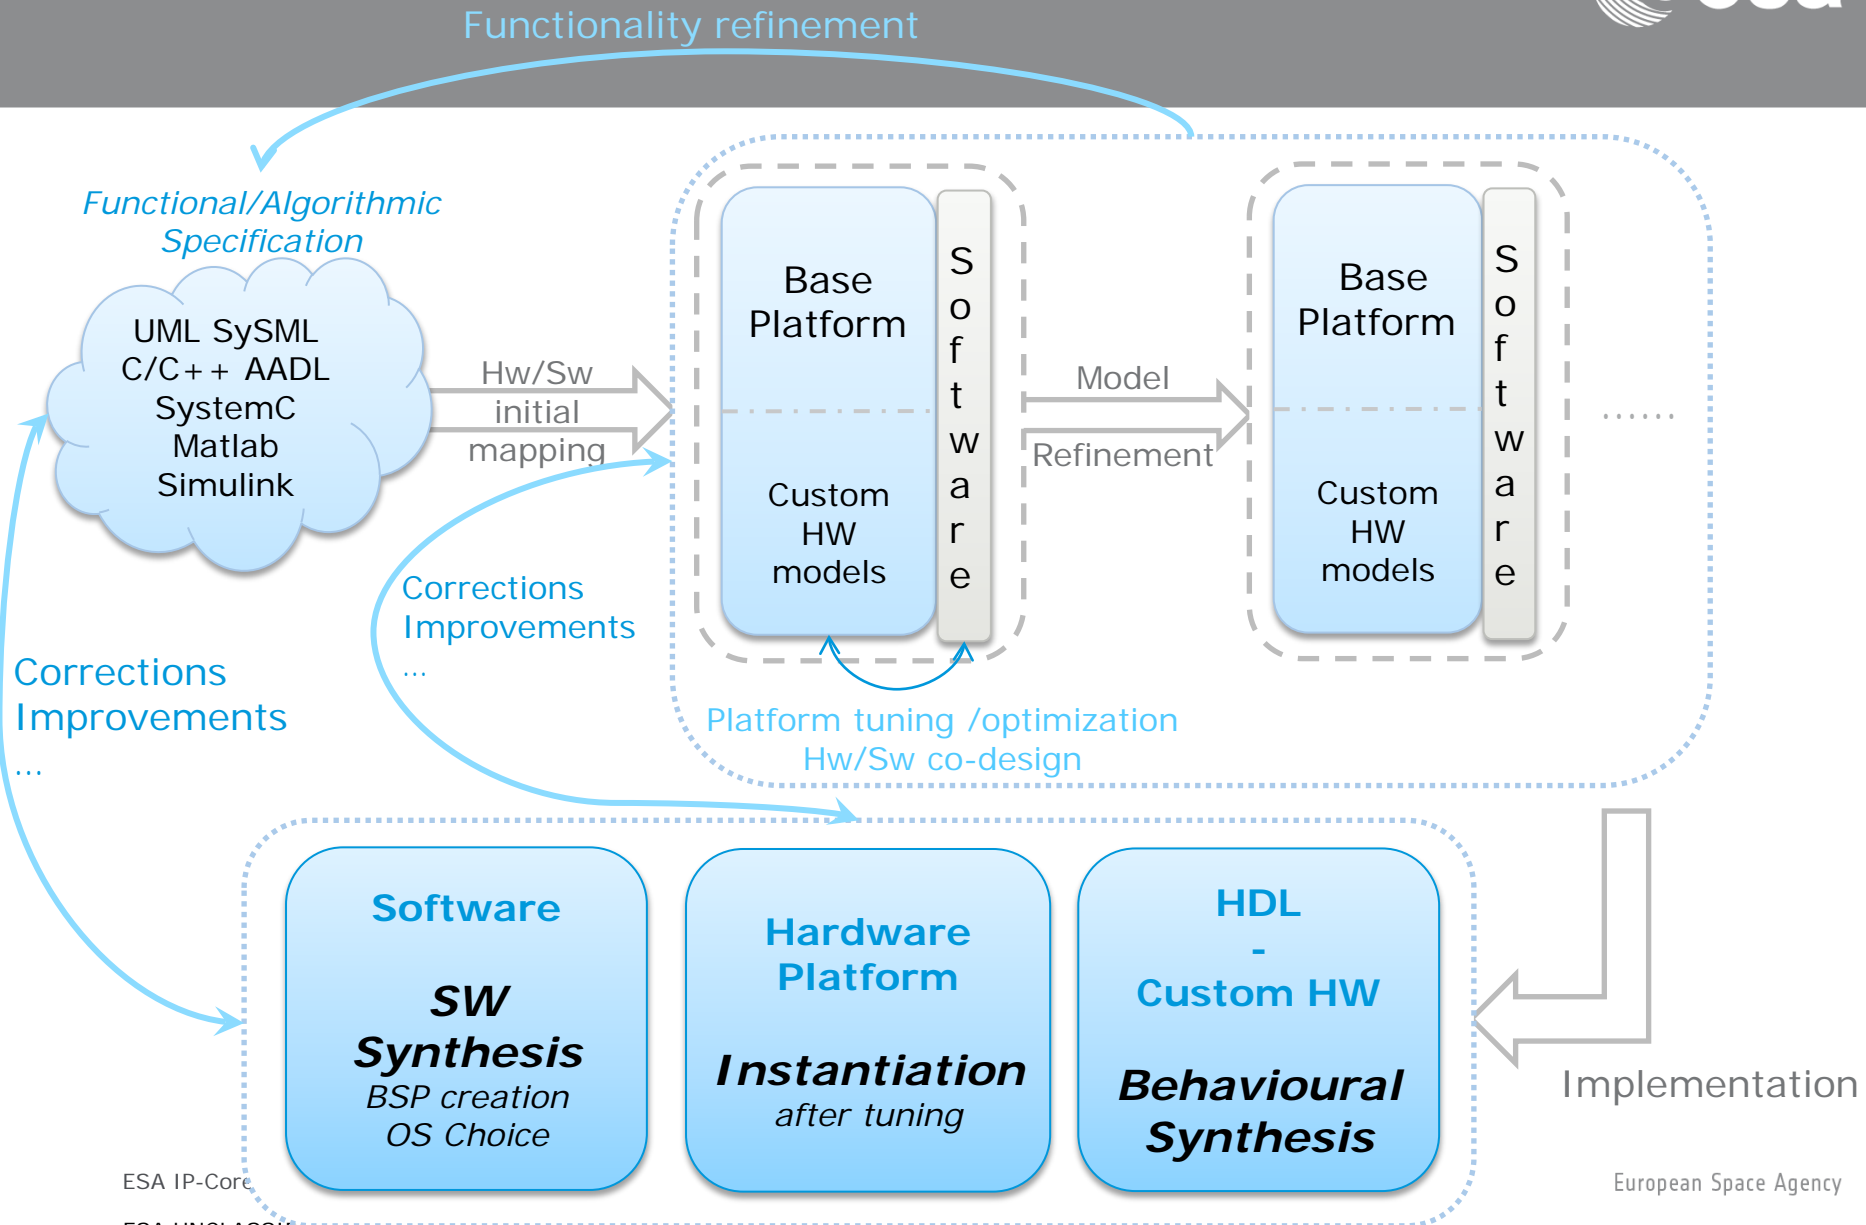 esa
Functionality refinement
Functional/Algorithmic
Specification
UML SySML
C/C++ AADL
SystemC
Matlab
Simulink
Hw/Sw
initial
mapping
Base
Platform
Custom
HW
models
Software
Model
Refinement
Base
Platform
Custom
HW
models
Software
......
Corrections
Improvements
...
Corrections
Improvements
...
Platform tuning /optimization
Hw/Sw co-design
Software
SW
Synthesis
BSP creation
OS Choice
Hardware
Platform
Instantiation
after tuning
HDL
-
Custom HW
Behavioural
Synthesis
Implementation
ESA IP-Core
European Space Agency